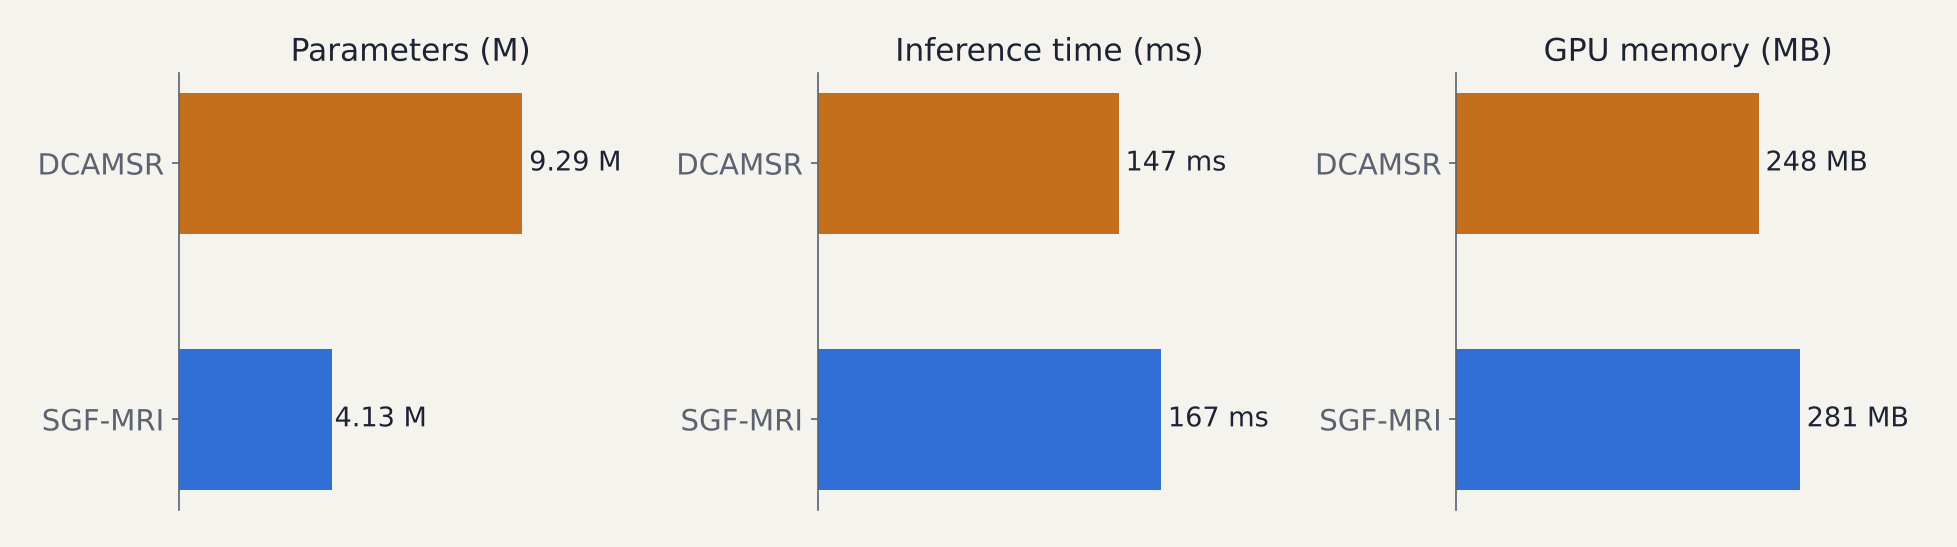 Parameters (M)
DCAMSR
9.29 M
SGF-MRI
4.13 M
Inference time (ms)
DCAMSR
147 ms
SGF-MRI
167 ms
GPU memory (MB)
DCAMSR
248 MB
SGF-MRI
281 MB